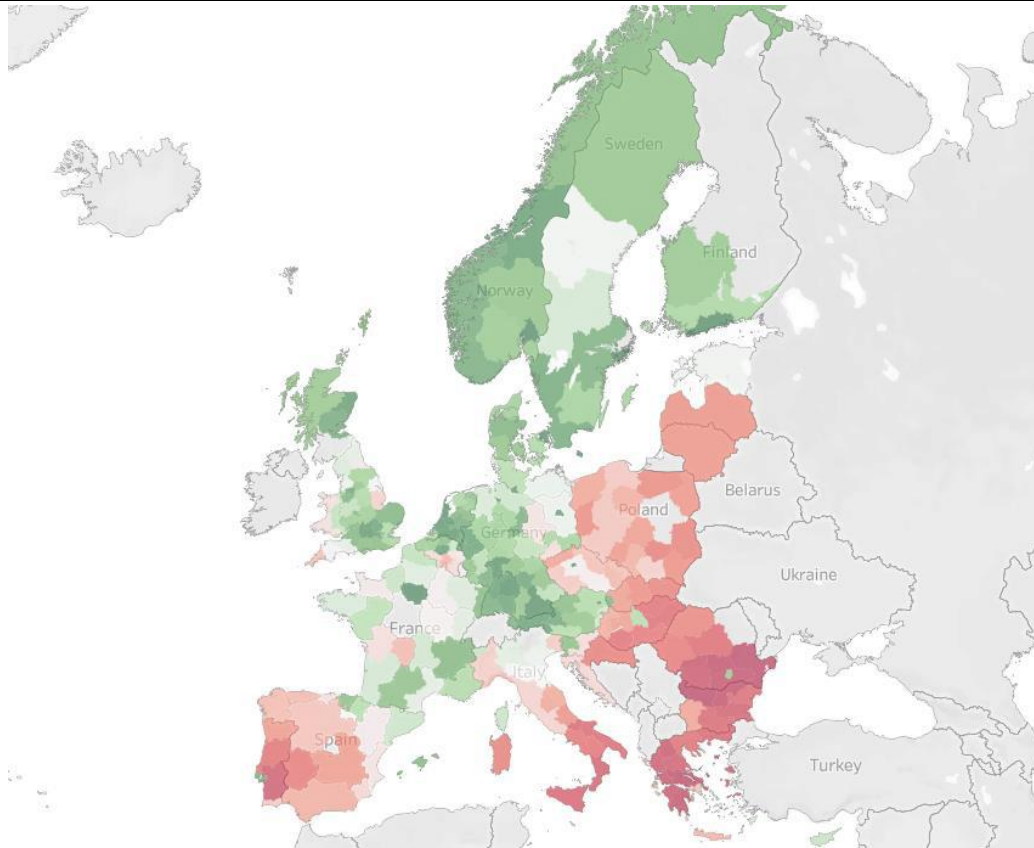 Sweden
Finland
Norway
Belarus
Poland
Germany
Ukraine
France
Italy
Spain
Turkey